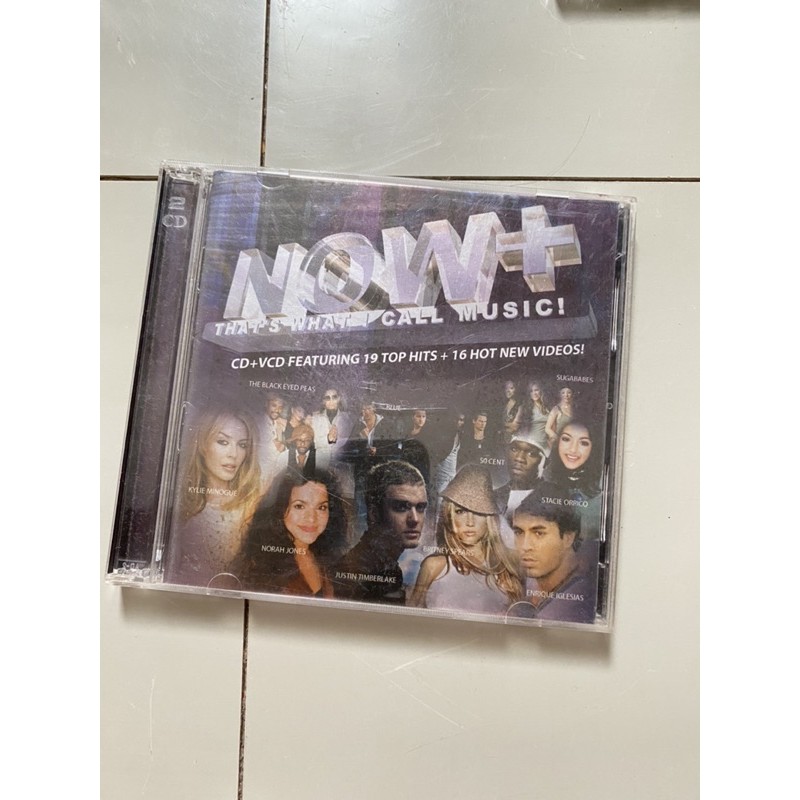 2
CD
NOW+
THAT'S WHAT I CALL MUSIC!
CD+VCD FEATURING 19 TOP HITS + 16 HOT NEW VIDEOS!
THE BLACK EYED PEAS
BLUE
SUGABABES
50 CENT
KYLIE MINOGUE
STACIE ORRICO
NORAH JONES
BRITNEY SPEARS
JUSTIN TIMBERLAKE
ENRIQUE IGLESIAS